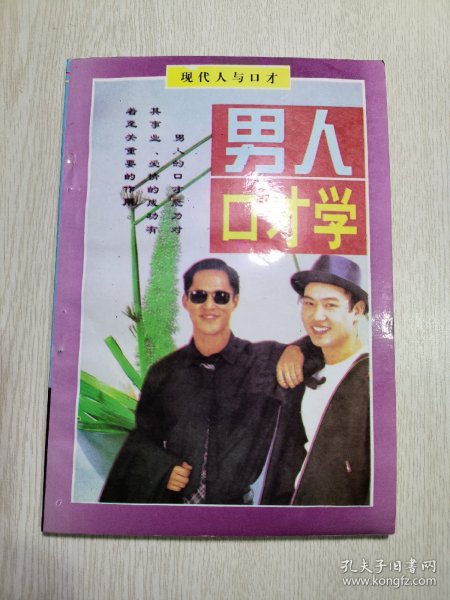 现代人与口才
男人
口才学
男人的口才能力对
其事业、爱情的成功有
着至关重要的作用。
孔夫子旧书网
www.kongfz.com